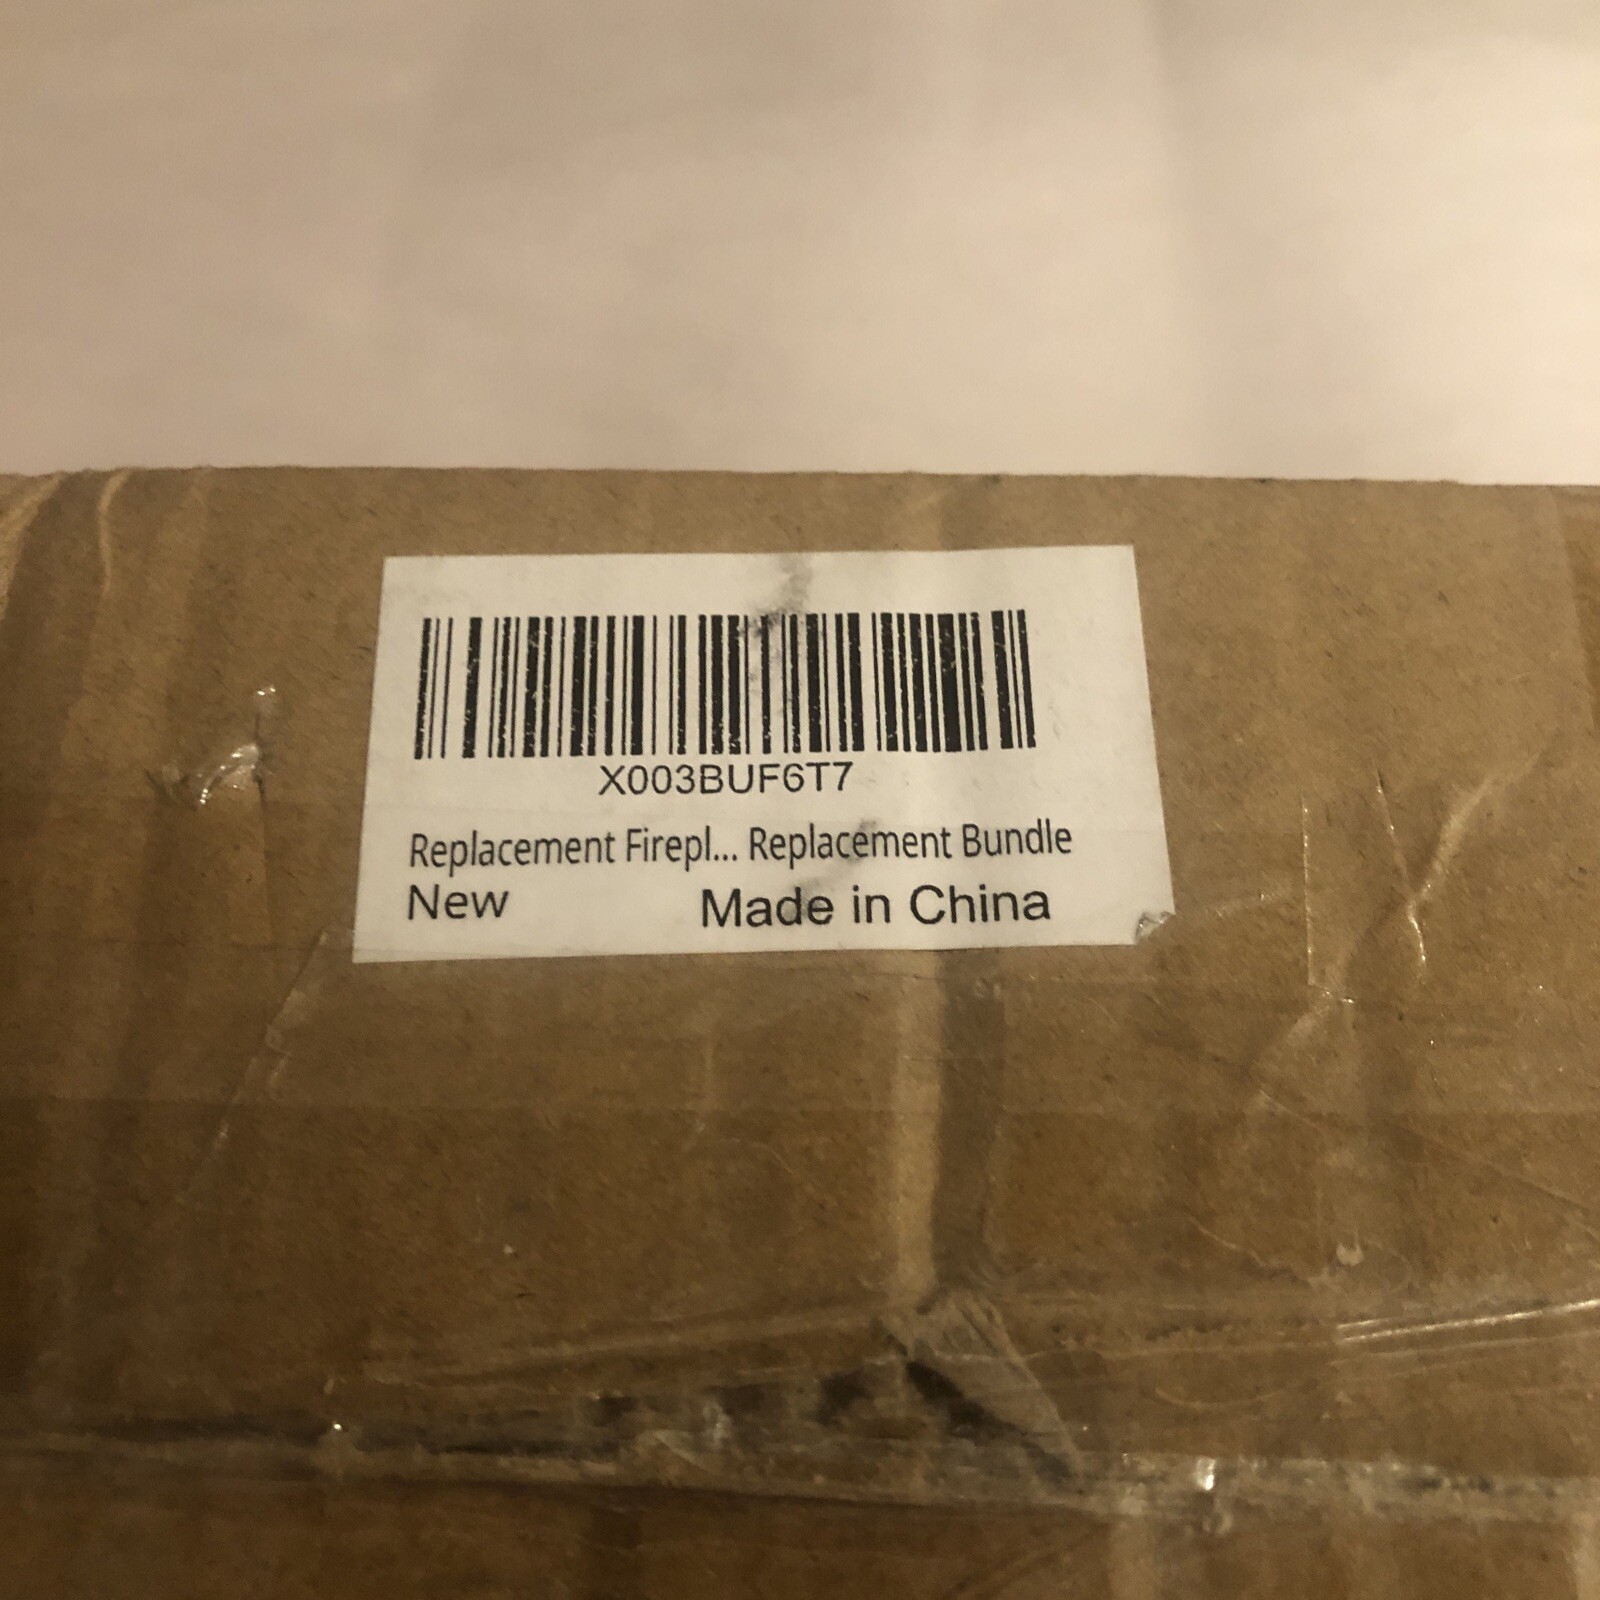 X003BUF6T7
Replacement Firepl... Replacement Bundle
New Made in China